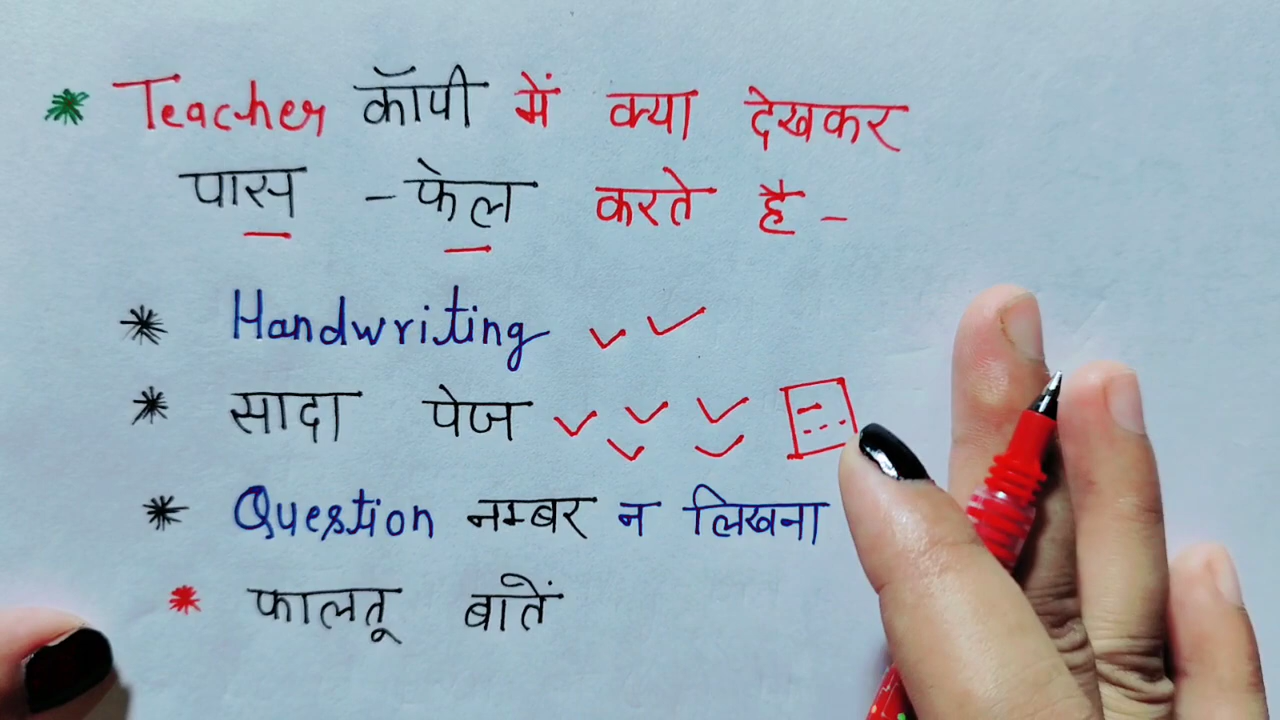 * Teacher कॉपी में क्या देखकर
पास - फेल करते है -
* Handwriting ✓ ✓
* सादा पेज ✓ ✓ ✓ ✓ ✓
* Question नम्बर न लिखना
* फालतू बातें